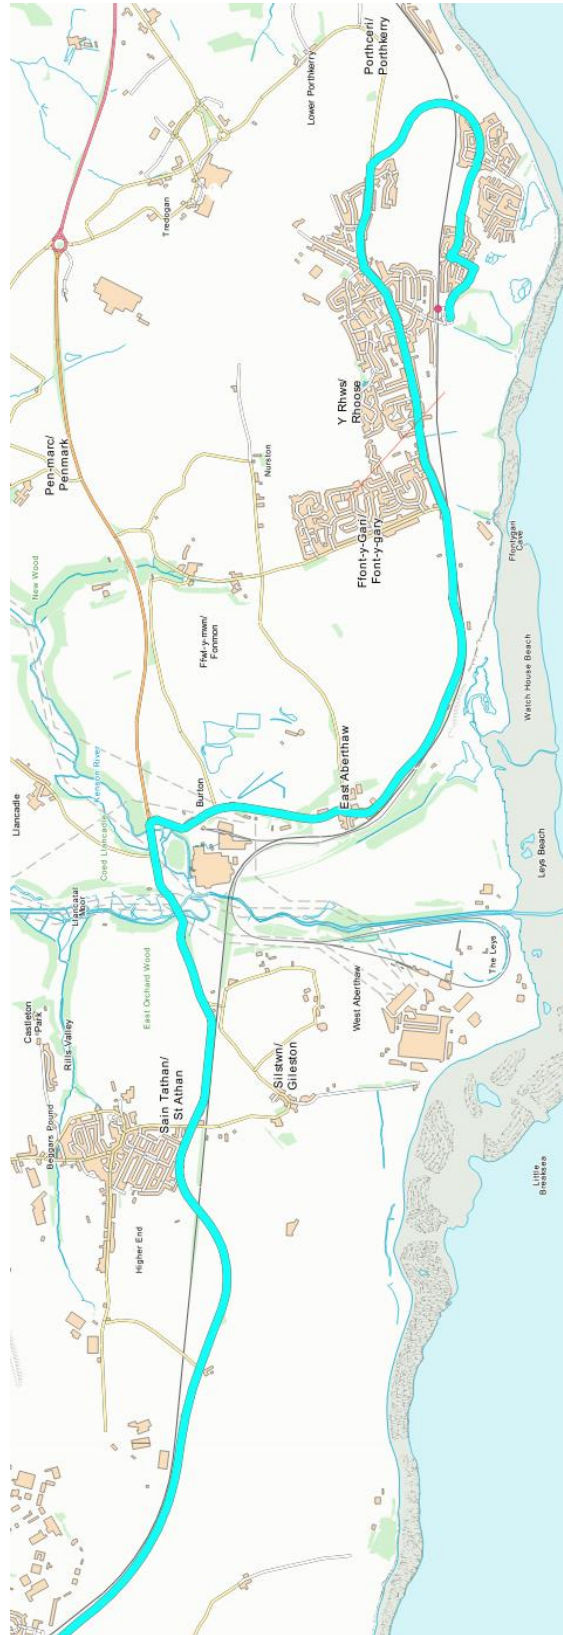 Porthceri/
Porthkerry
Lower Porthkerry
Tredogan
Y Rhws/
Rhoose
Pen-marc/
Penmark
Nurston
Ffont-y-Gari/
Font-y-gary
Ffontygari
Cave
New Wood
Ffwl-y-mwn/
Fonmon
Watch House Beach
Kenson River
Burton
East Aberthaw
Llancadle
Coed Llancadle
Leys Beach
Llancatal
Moor
The Leys
East Orchard Wood
West Aberthaw
Castleton
Park
Rills-Valley
Silstwn/
Gileston
Sain Tathan/
St Athan
Beggars Pound
Little
Breaksea
Higher End